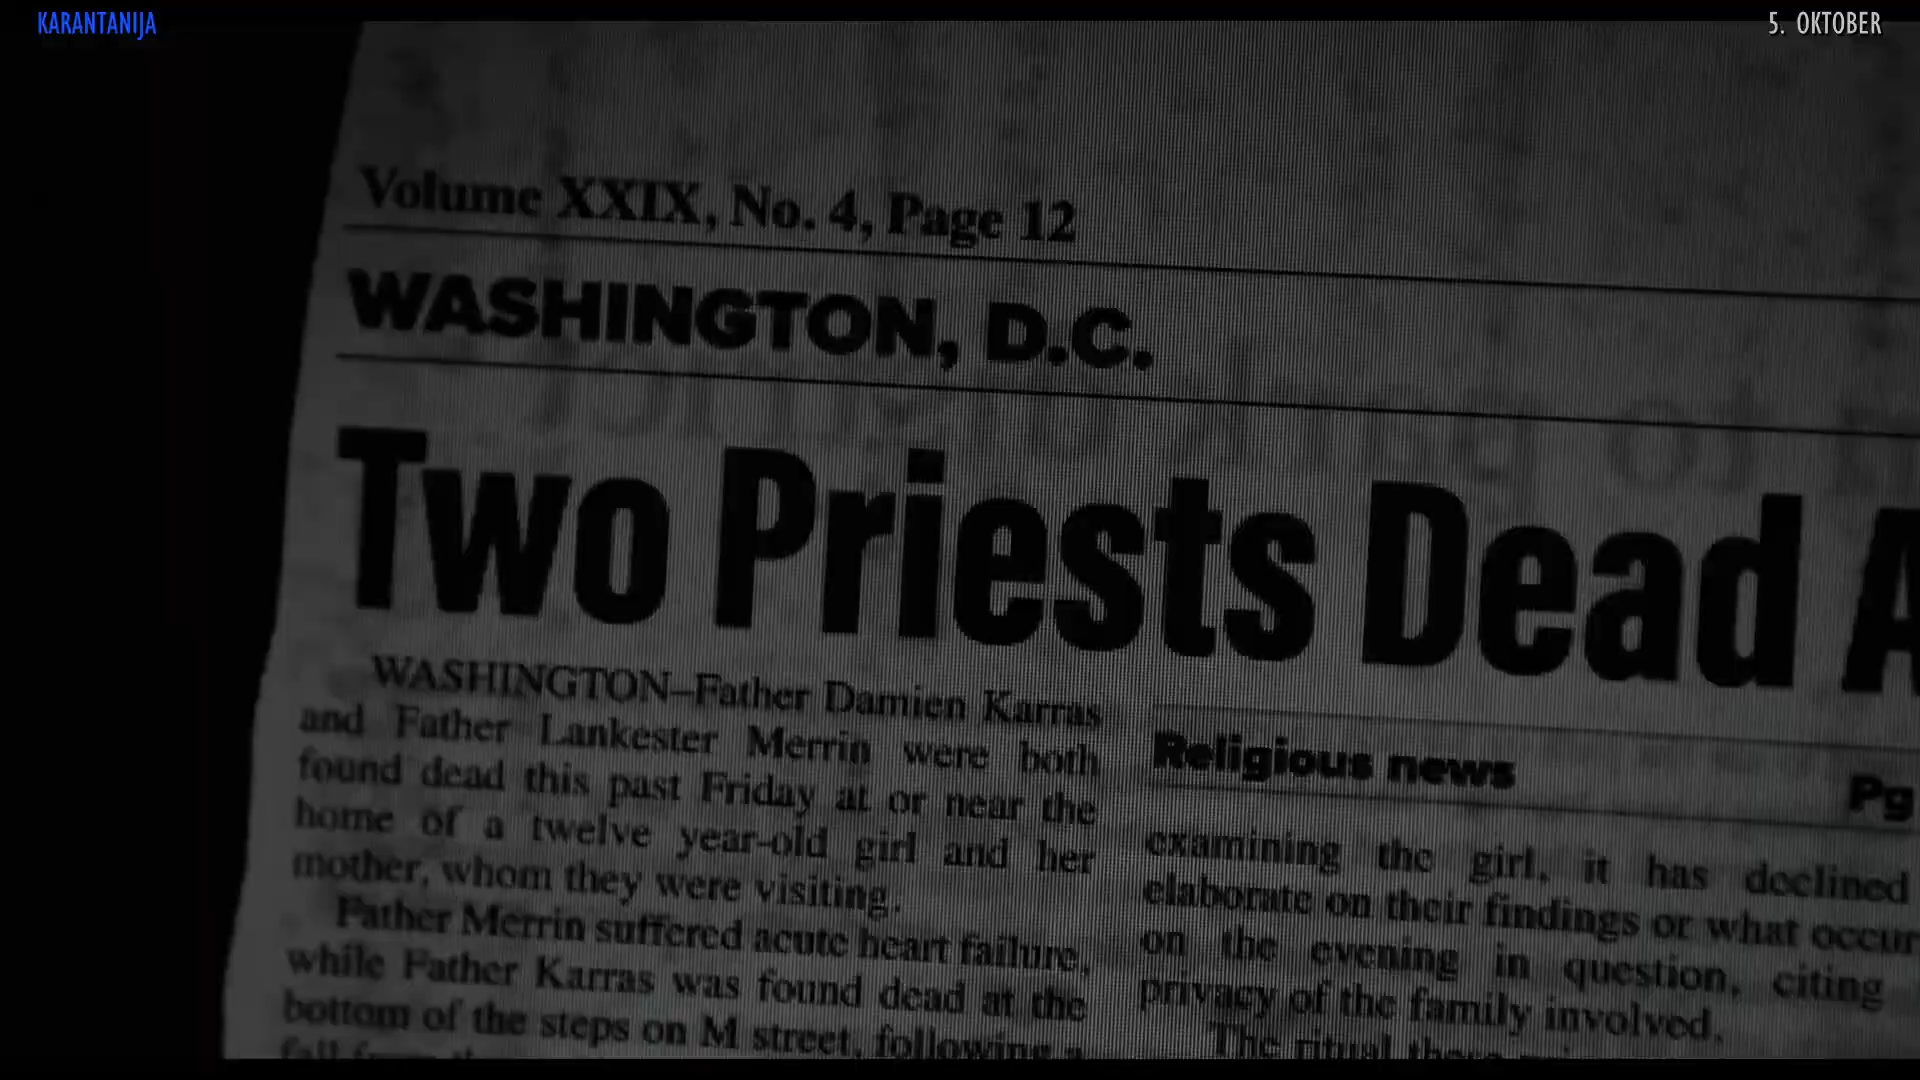 KARANTANIJA
5. OKTOBER
Volume XXIX, No. 4, Page 12
WASHINGTON, D.C.
Two Priests Dead A
WASHINGTON–Father Damien Karras
and Father Lankester Merrin were both
found dead this past Friday at or near the
home of a twelve year-old girl and her
mother, whom they were visiting.
Father Merrin suffered acute heart failure,
while Father Karras was found dead at the
bottom of the steps on M street, following a
Religious news
Pg
examining the girl, it has declined
elaborate on their findings or what occur
on the evening in question, citing
privacy of the family involved.
The ritual